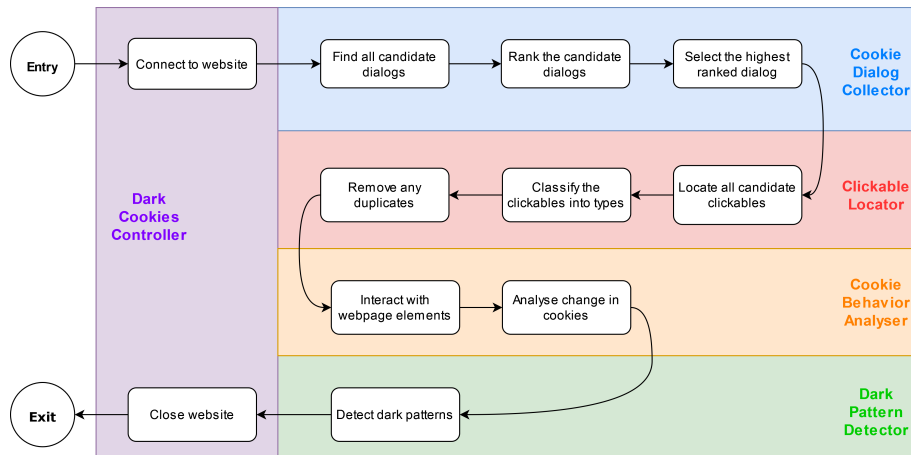 Entry
Connect to website
Find all candidate
dialogs
Rank the candidate
dialogs
Select the highest
ranked dialog
Cookie
Dialog
Collector
Dark
Cookies
Controller
Remove any
duplicates
Classify the
clickables into types
Locate all candidate
clickables
Clickable
Locator
Interact with
webpage elements
Analyse change in
cookies
Cookie
Behavior
Analyser
Exit
Close website
Detect dark patterns
Dark
Pattern
Detector